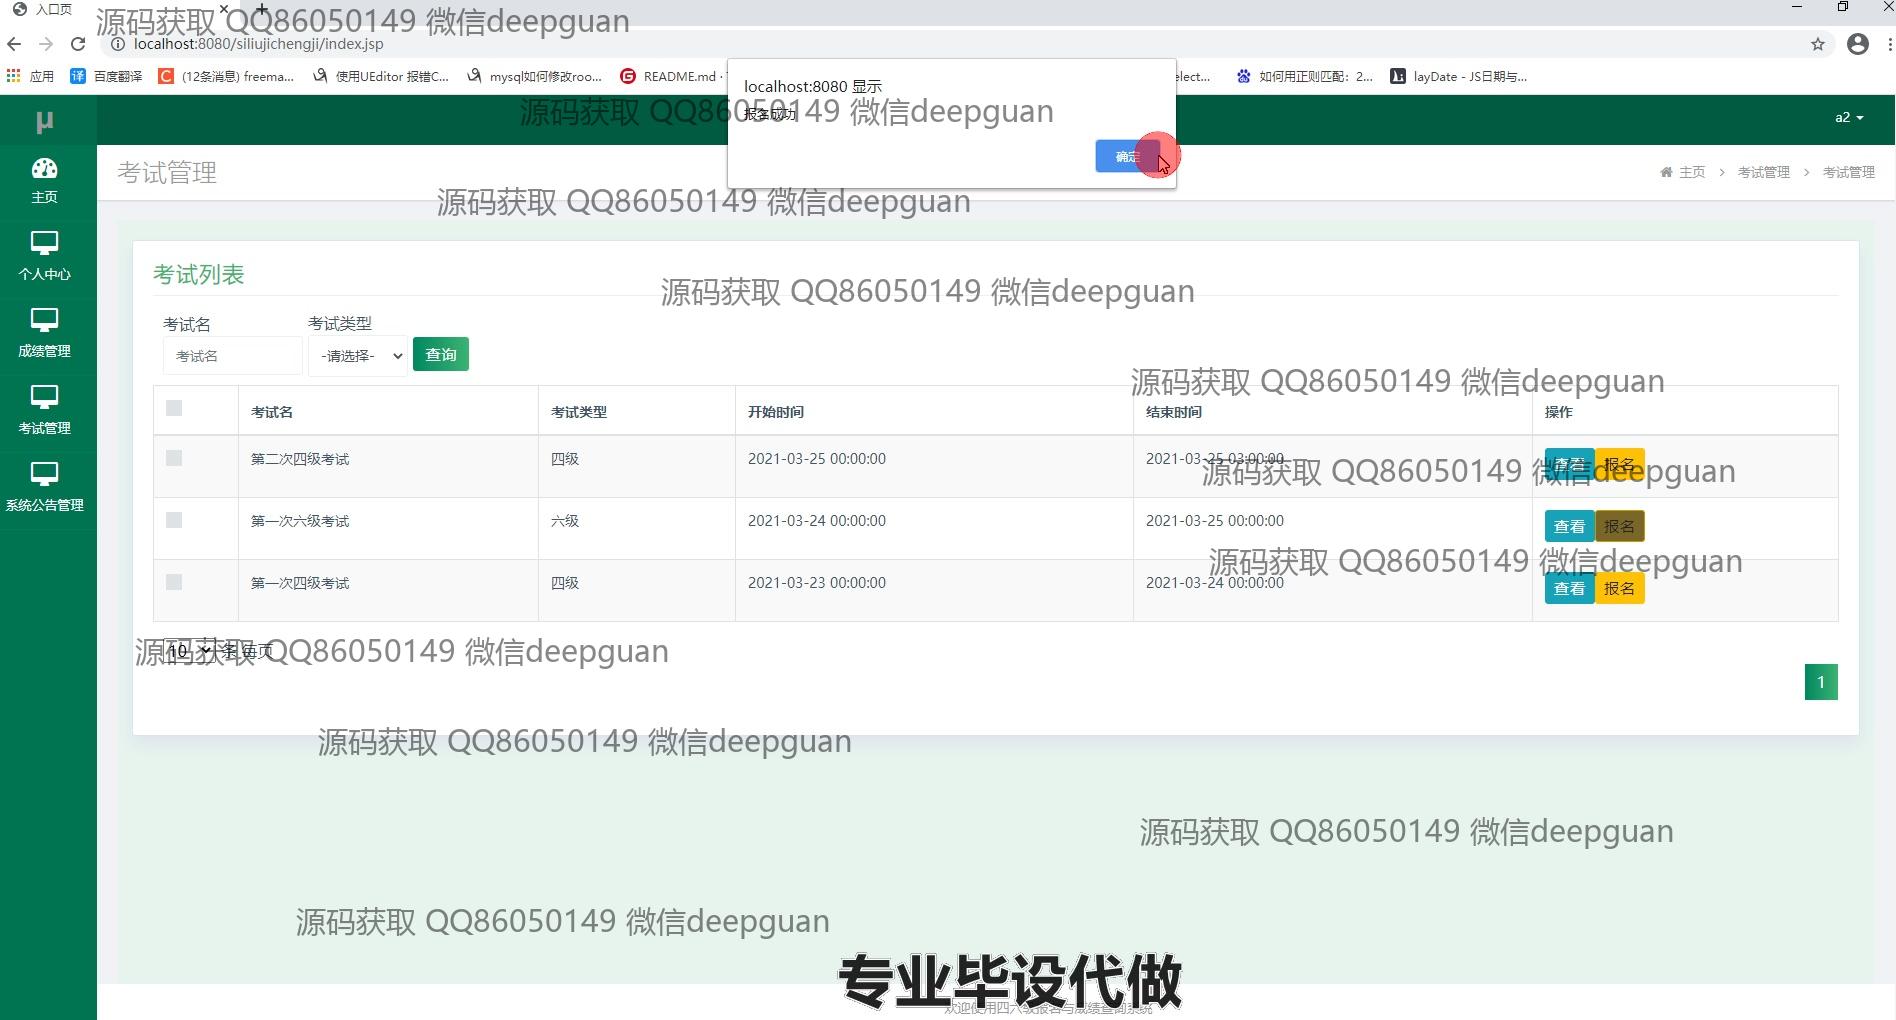 入口页
源码获取 QQ86050149 微信deepguan
localhost:8080/siliujichengji/index.jsp
应用 百度翻译 (12条消息) freema... 使用UEditor 报错C... mysql如何修改roo... README.md · elect... 如何用正则匹配：2... layDate - JS日期与...
localhost:8080 显示
报名成功
源码获取 QQ86050149 微信deepguan
确定
μ
a2
考试管理
主页 > 考试管理 > 考试管理
源码获取 QQ86050149 微信deepguan
主页
个人中心
成绩管理
考试管理
系统公告管理
考试列表
源码获取 QQ86050149 微信deepguan
考试名 考试类型
考试名 -请选择- 查询
源码获取 QQ86050149 微信deepguan
考试名 考试类型 开始时间 结束时间 操作
第二次四级考试 四级 2021-03-25 00:00:00 2021-03-25 03:00:00 查看 报名
源码获取 QQ86050149 微信deepguan
第一次六级考试 六级 2021-03-24 00:00:00 2021-03-25 00:00:00 查看 报名
源码获取 QQ86050149 微信deepguan
第一次四级考试 四级 2021-03-23 00:00:00 2021-03-24 00:00:00 查看 报名
10 条 每页
源码获取 QQ86050149 微信deepguan
1
源码获取 QQ86050149 微信deepguan
源码获取 QQ86050149 微信deepguan
源码获取 QQ86050149 微信deepguan
专业毕设代做
欢迎使用四六级报名与成绩查询系统